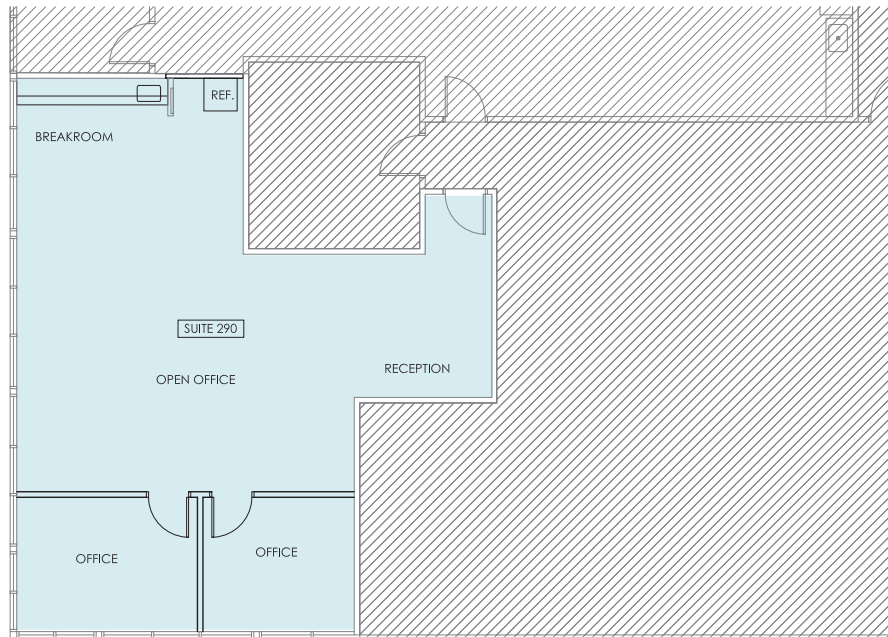 REF.
BREAKROOM
SUITE 290
RECEPTION
OPEN OFFICE
OFFICE
OFFICE